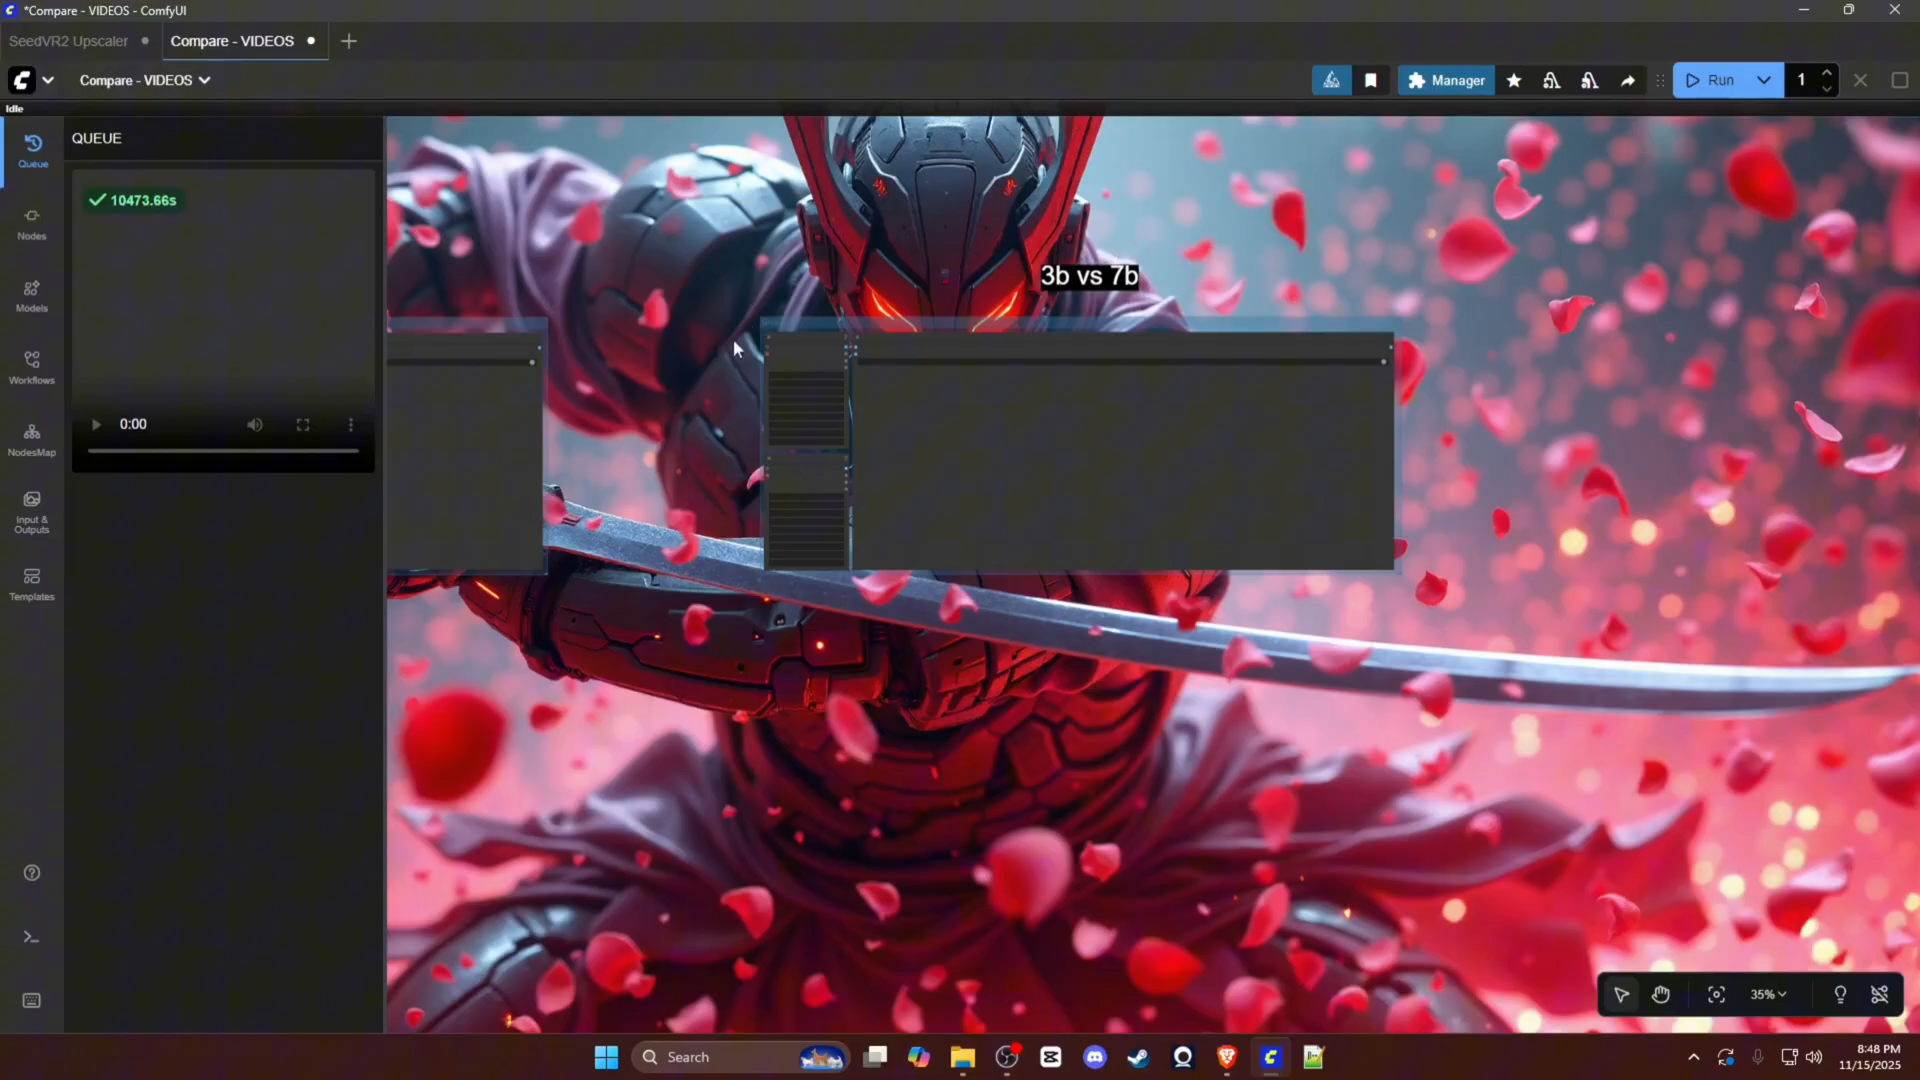 *Compare - VIDEOS - ComfyUI
SeedVR2 Upscaler
Compare - VIDEOS
Compare - VIDEOS
Manager
Run
1
Idle
Queue
Nodes
Models
Workflows
NodesMap
Input &
Outputs
Templates
QUEUE
10473.66s
0:00
3b vs 7b
35%
Search
8:48 PM
11/15/2025